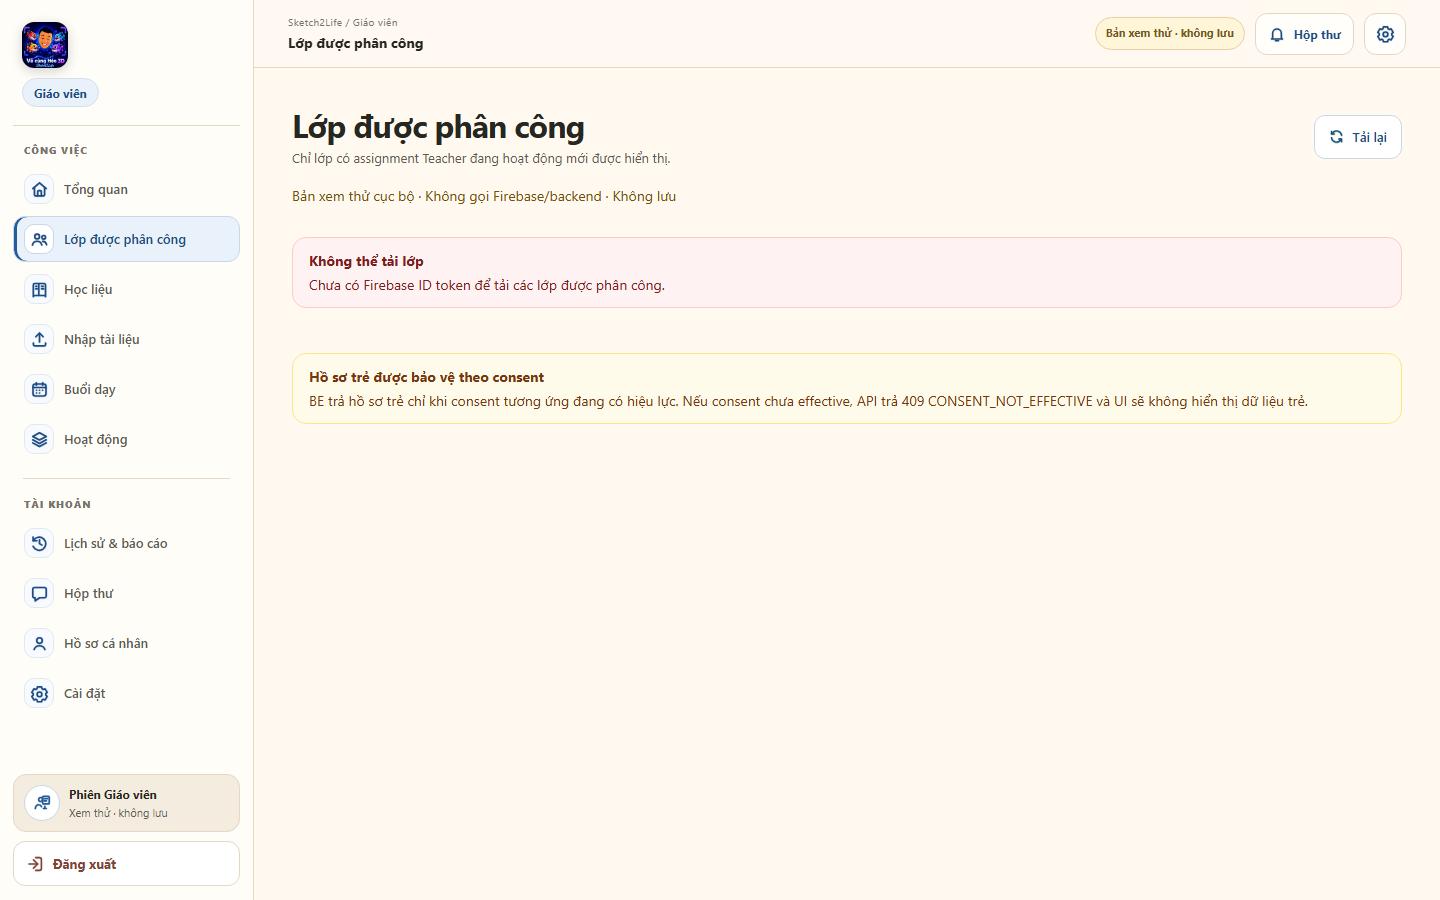 Vẽ cùng Héo 3D
Giáo viên
CÔNG VIỆC
Tổng quan
Lớp được phân công
Học liệu
Nhập tài liệu
Buổi dạy
Hoạt động
TÀI KHOẢN
Lịch sử & báo cáo
Hộp thư
Hồ sơ cá nhân
Cài đặt
Phiên Giáo viên
Xem thử · không lưu
Đăng xuất
Sketch2Life / Giáo viên
Lớp được phân công
Bản xem thử · không lưu
Hộp thư
Lớp được phân công
Chỉ lớp có assignment Teacher đang hoạt động mới được hiển thị.
Tải lại
Bản xem thử cục bộ · Không gọi Firebase/backend · Không lưu
Không thể tải lớp
Chưa có Firebase ID token để tải các lớp được phân công.
Hồ sơ trẻ được bảo vệ theo consent
BE trả hồ sơ trẻ chỉ khi consent tương ứng đang có hiệu lực. Nếu consent chưa effective, API trả 409 CONSENT_NOT_EFFECTIVE và UI sẽ không hiển thị dữ liệu trẻ.